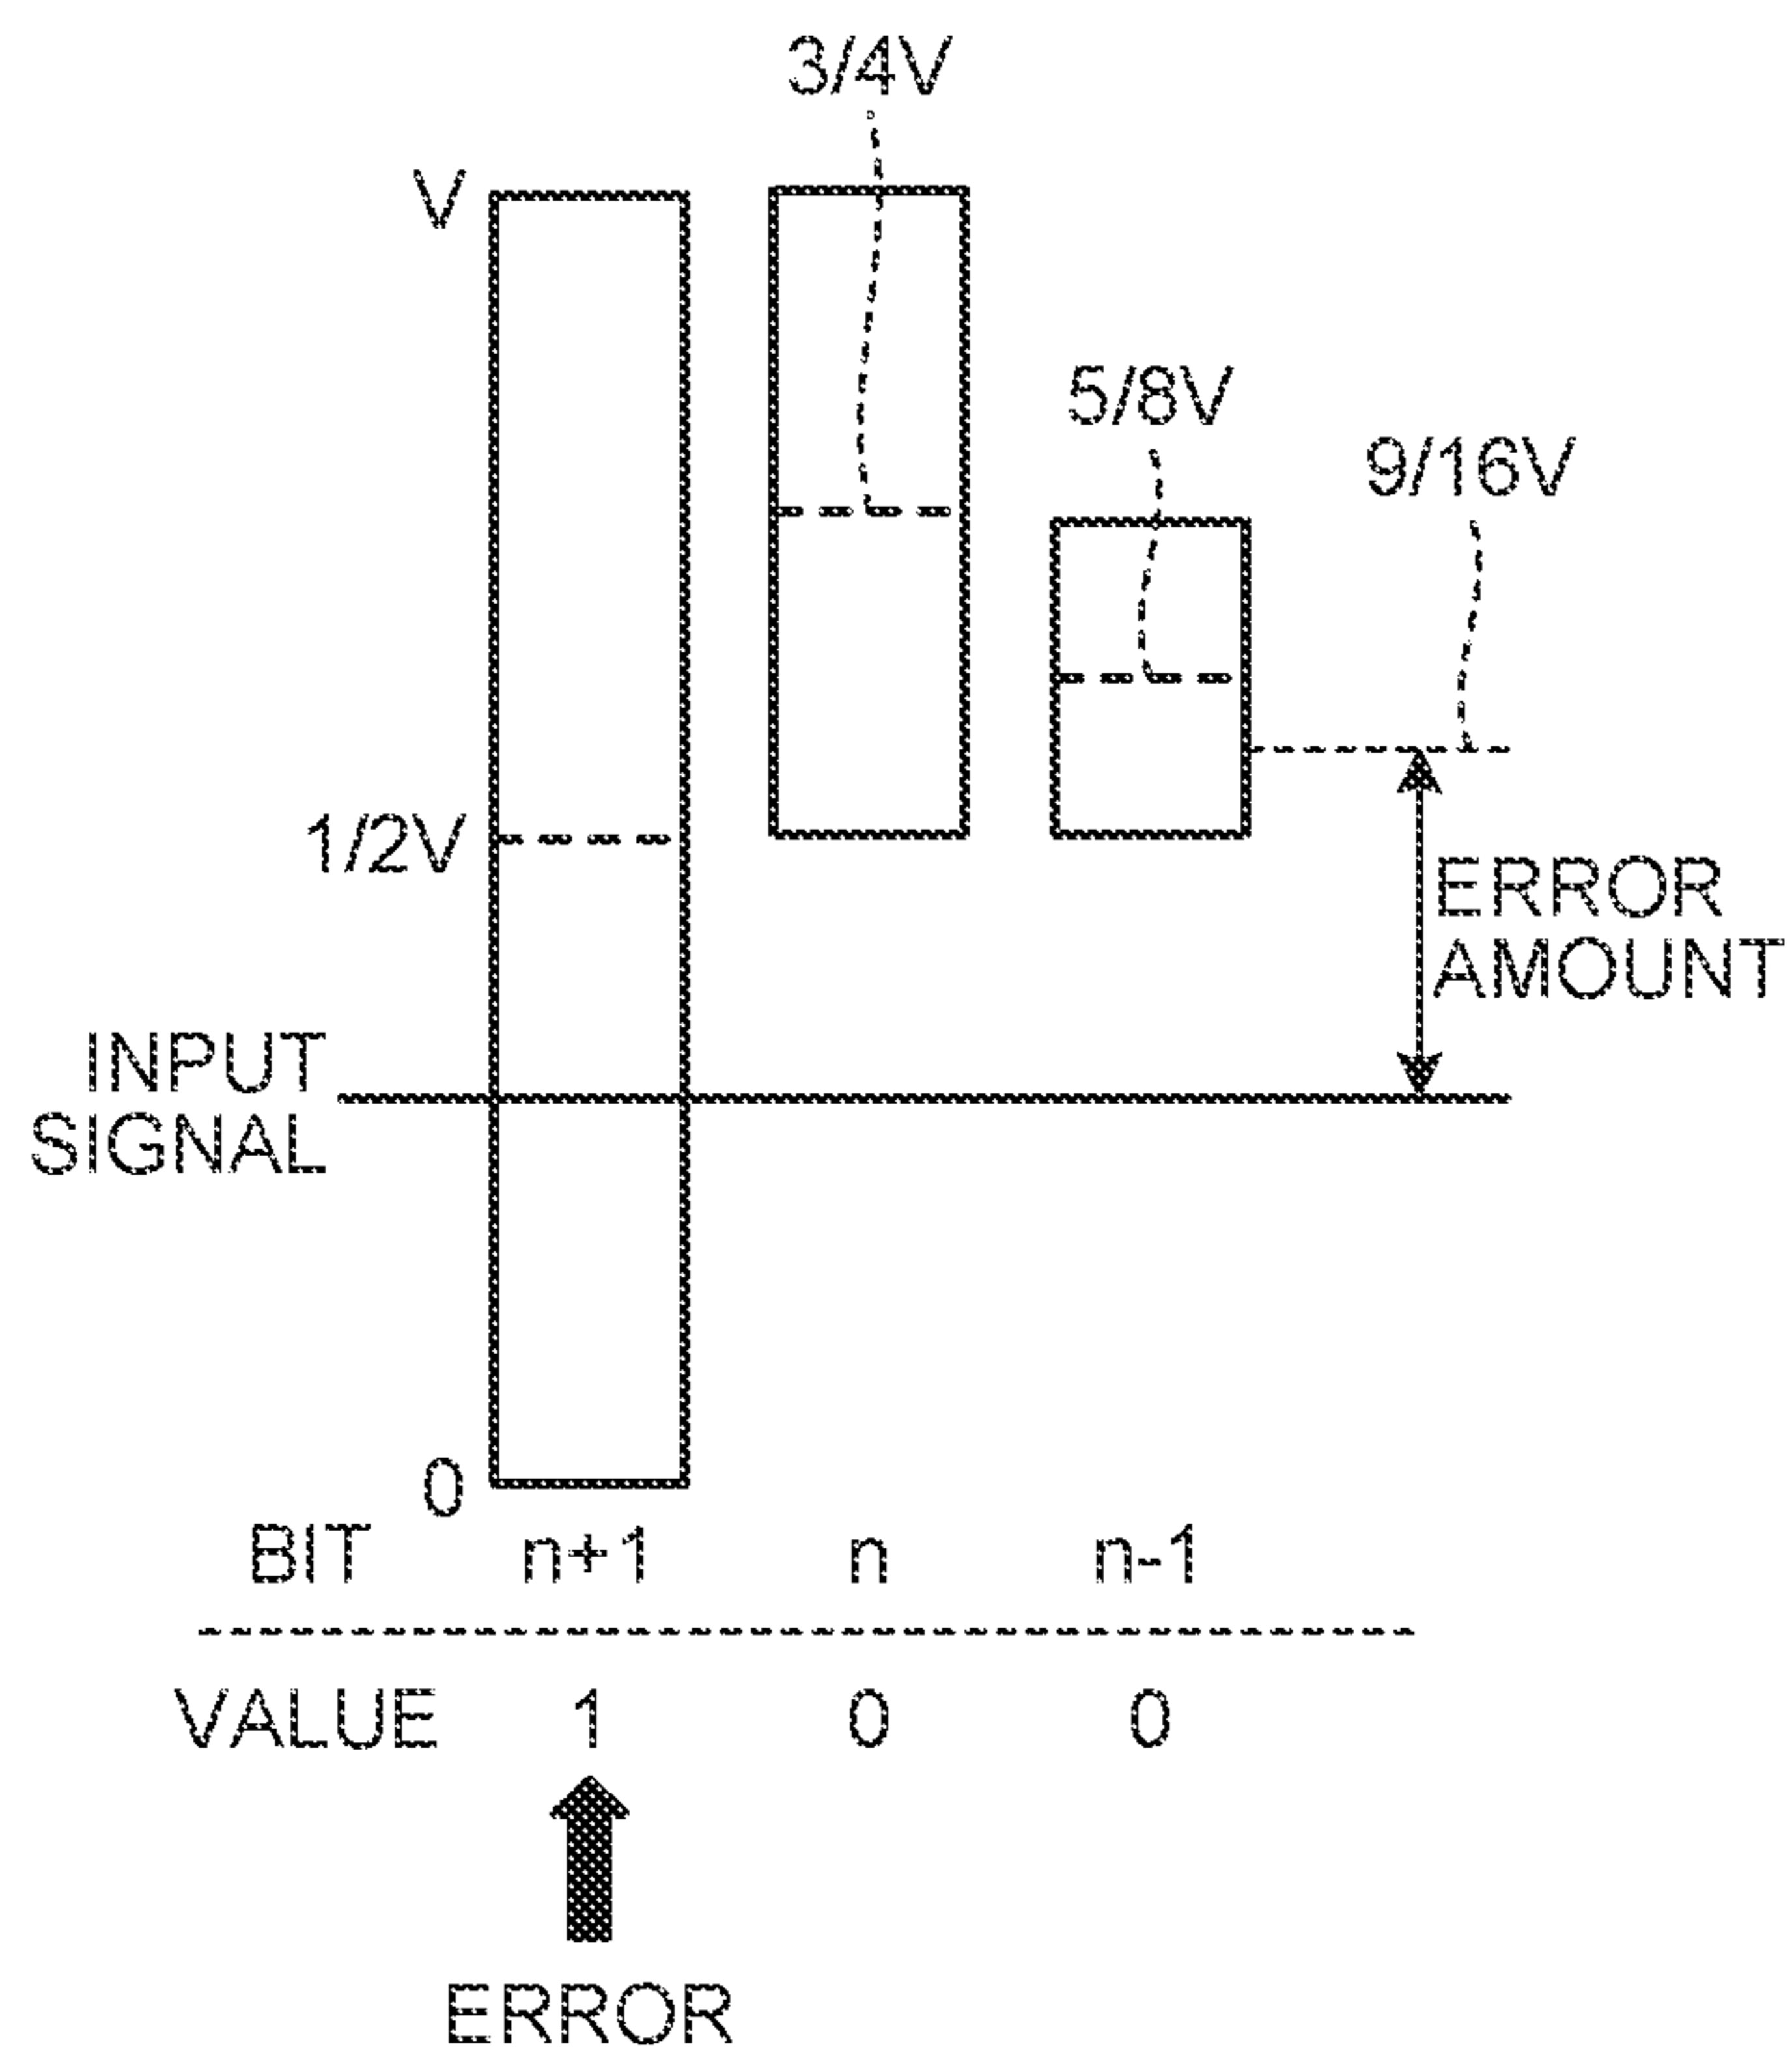 3/4V
V
5/8V
9/16V
1/2V
ERROR
AMOUNT
INPUT
SIGNAL
0
BIT n+1 n n-1
VALUE 1 0 0
ERROR